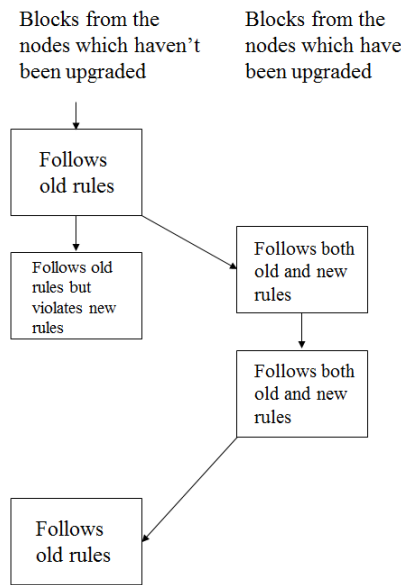 Blocks from the
nodes which haven't
been upgraded
Blocks from the
nodes which have
been upgraded
Follows
old rules
Follows old
rules but
violates new
rules
Follows both
old and new
rules
Follows both
old and new
rules
Follows
old rules